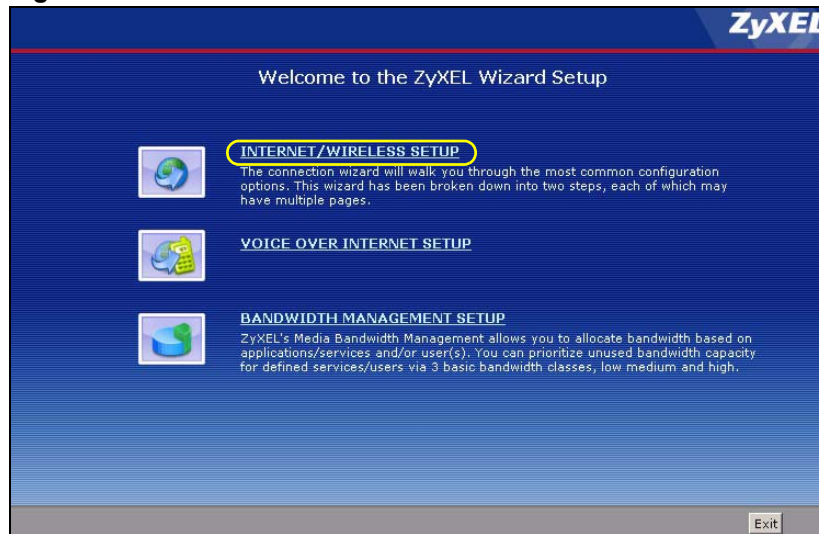 ZyXEL
Welcome to the ZyXEL Wizard Setup
INTERNET/WIRELESS SETUP
The connection wizard will walk you through the most common configuration
options. This wizard has been broken down into two steps, each of which may
have multiple pages.
VOICE OVER INTERNET SETUP
BANDWIDTH MANAGEMENT SETUP
ZyXEL's Media Bandwidth Management allows you to allocate bandwidth based on
applications/services and/or user(s). You can prioritize unused bandwidth capacity
for defined services/users via 3 basic bandwidth classes, low medium and high.
Exit